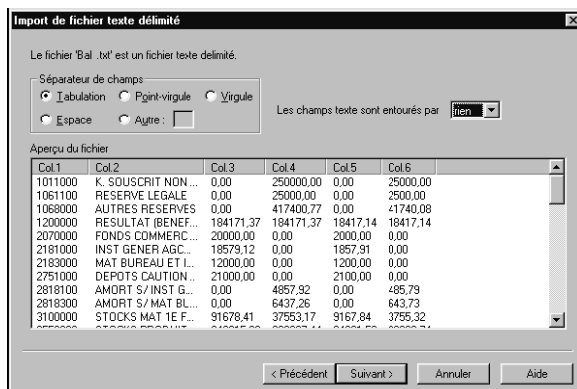 Import de fichier texte délimité
Le fichier 'Bal .txt' est un fichier texte delimité.
Séparateur de champs
Tabulation Point-virgule Virgule
Espace Autre :
Les champs texte sont entourés par rien
Aperçu du fichier
Col.1 Col.2 Col.3 Col.4 Col.5 Col.6
1011000 K. SOUSCRIT NON ... 0,00 250000,00 0,00 25000,00
1061100 RESERVE LEGALE 0,00 25000,00 0,00 2500,00
1068000 AUTRES RESERVES 0,00 417400,77 0,00 41740,08
1200000 RESULTAT (BENEF... 184171,37 184171,37 18417,14 18417,14
2070000 FONDS COMMERC... 20000,00 0,00 2000,00 0,00
2181000 INST GENER AGC... 18579,12 0,00 1857,91 0,00
2183000 MAT BUREAU ET I... 12000,00 0,00 1200,00 0,00
2751000 DEPOTS CAUTION... 21000,00 0,00 2100,00 0,00
2818100 AMORT S/ INST G... 0,00 4857,92 0,00 485,79
2818300 AMORT S/ MAT BU... 0,00 6437,26 0,00 643,73
3100000 STOCKS MAT 1E F... 91678,41 37553,17 9167,84 3755,32
STOCKS PRODUIT
< Précédent Suivant > Annuler Aide